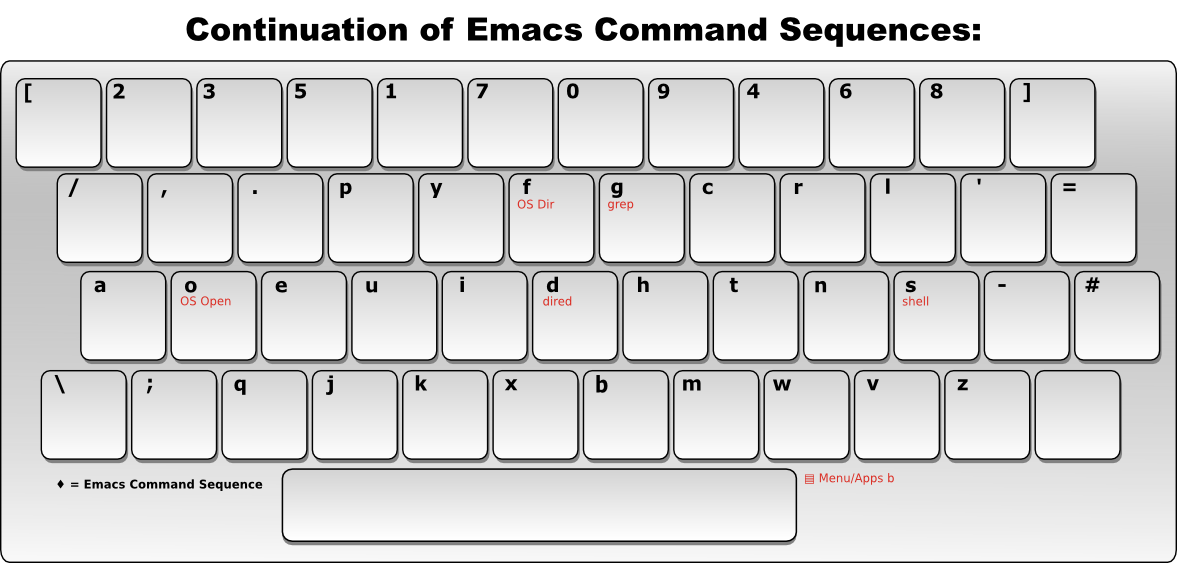 Continuation of Emacs Command Sequences:
[ 2 3 5 1 7 0 9 4 6 8 ]
/ , . p y f g c r l ' =
OS Dir grep
a o e u i d h t n s - #
OS Open dired shell
\ ; q j k x b m w v z
♦ = Emacs Command Sequence
▤ Menu/Apps b